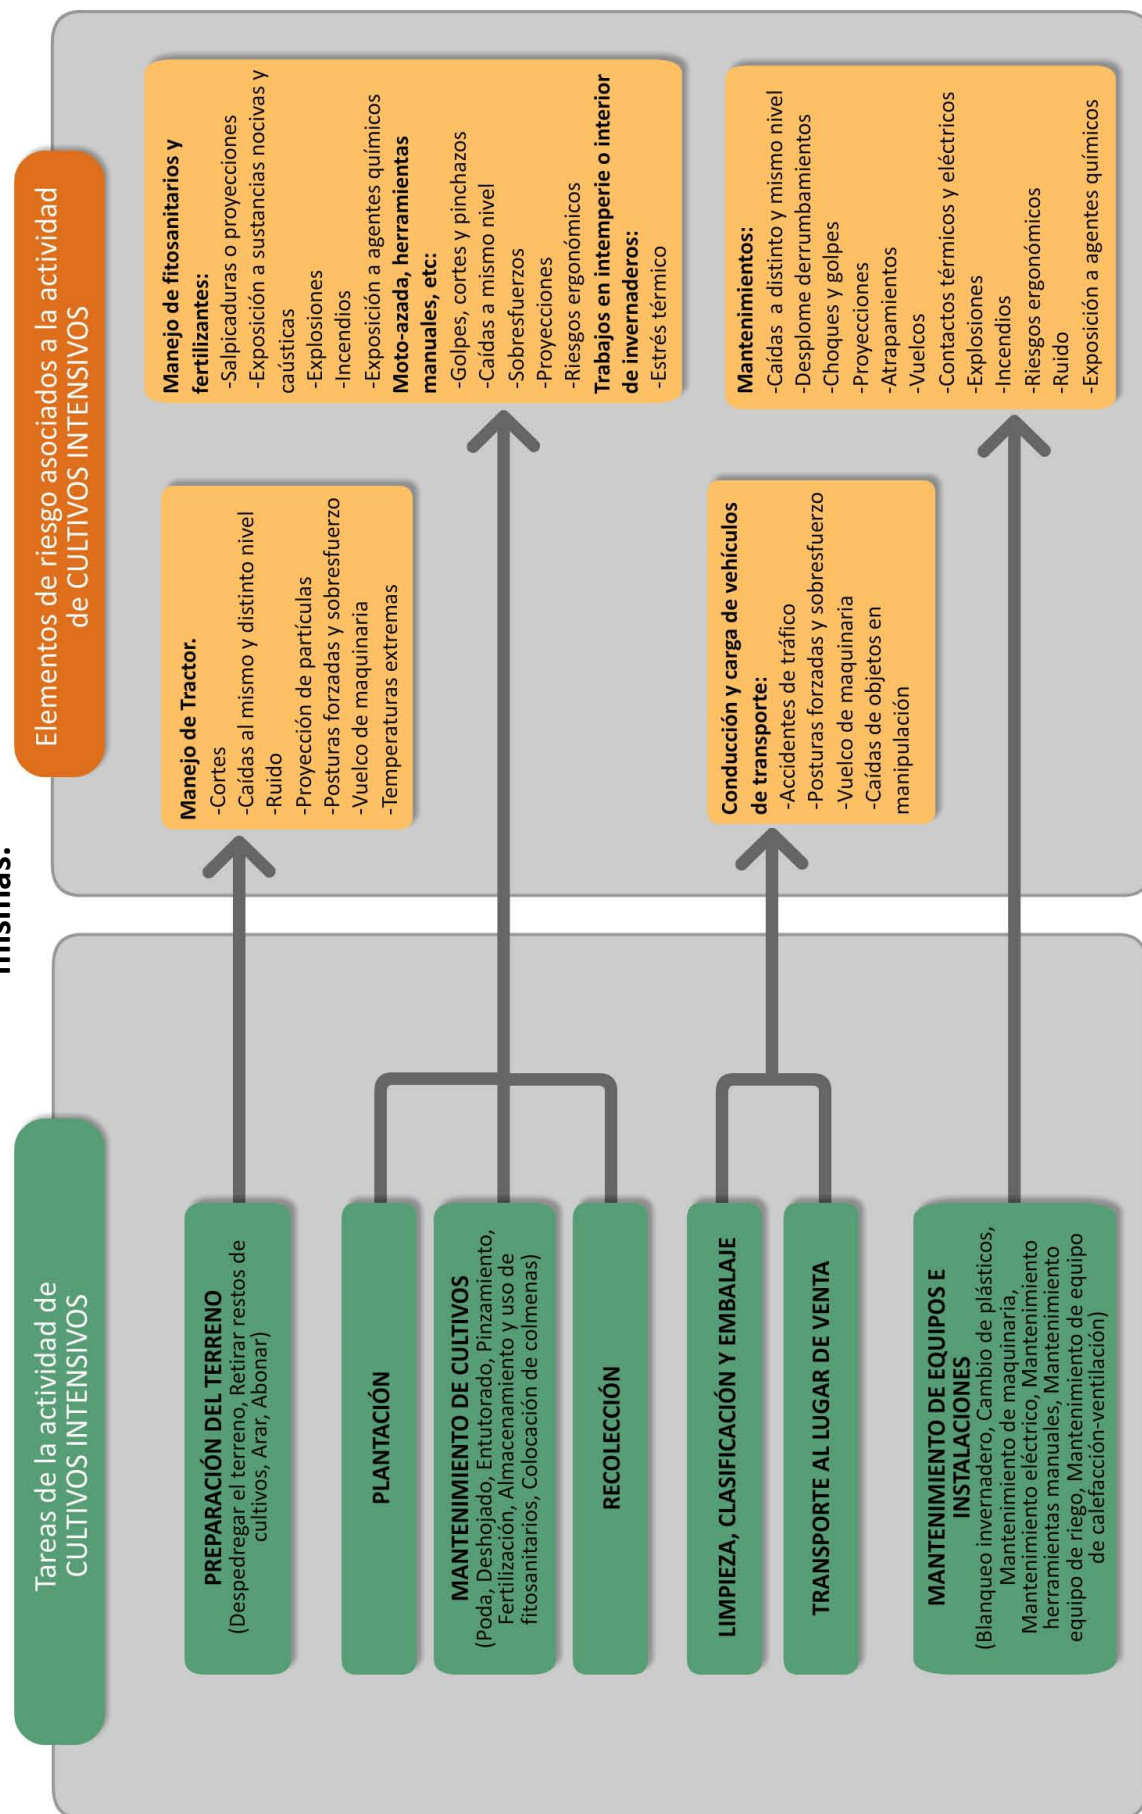 mismas.
Tareas de la actividad de
CULTIVOS INTENSIVOS
PREPARACIÓN DEL TERRENO
(Despedregar el terreno, Retirar restos de
cultivos, Arar, Abonar)
PLANTACIÓN
MANTENIMIENTO DE CULTIVOS
(Poda, Deshojado, Entutorado, Pinzamiento,
Fertilización, Almacenamiento y uso de
fitosanitarios, Colocación de colmenas)
RECOLECCIÓN
LIMPIEZA, CLASIFICACIÓN Y EMBALAJE
TRANSPORTE AL LUGAR DE VENTA
MANTENIMIENTO DE EQUIPOS E
INSTALACIONES
(Blanqueo invernadero, Cambio de plásticos,
Mantenimiento de maquinaria,
Mantenimiento eléctrico, Mantenimiento
herramientas manuales, Mantenimiento
equipo de riego, Mantenimiento de equipo
de calefacción-ventilación)
Elementos de riesgo asociados a la actividad
de CULTIVOS INTENSIVOS
Manejo de Tractor.
-Cortes
-Caídas al mismo y distinto nivel
-Ruido
-Proyección de partículas
-Posturas forzadas y sobresfuerzo
-Vuelco de maquinaria
-Temperaturas extremas
Manejo de fitosanitarios y
fertilizantes:
-Salpicaduras o proyecciones
-Exposición a sustancias nocivas y
caústicas
-Explosiones
-Incendios
-Exposición a agentes químicos
Moto-azada, herramientas
manuales, etc:
-Golpes, cortes y pinchazos
-Caídas a mismo nivel
-Sobresfuerzos
-Proyecciones
-Riesgos ergonómicos
Trabajos en intemperie o interior
de invernaderos:
-Estrés térmico
Conducción y carga de vehículos
de transporte:
-Accidentes de tráfico
-Posturas forzadas y sobresfuerzo
-Vuelco de maquinaria
-Caídas de objetos en
manipulación
Mantenimientos:
-Caídas a distinto y mismo nivel
-Desplome derrumbamientos
-Choques y golpes
-Proyecciones
-Atrapamientos
-Vuelcos
-Contactos térmicos y eléctricos
-Explosiones
-Incendios
-Riesgos ergonómicos
-Ruido
-Exposición a agentes químicos